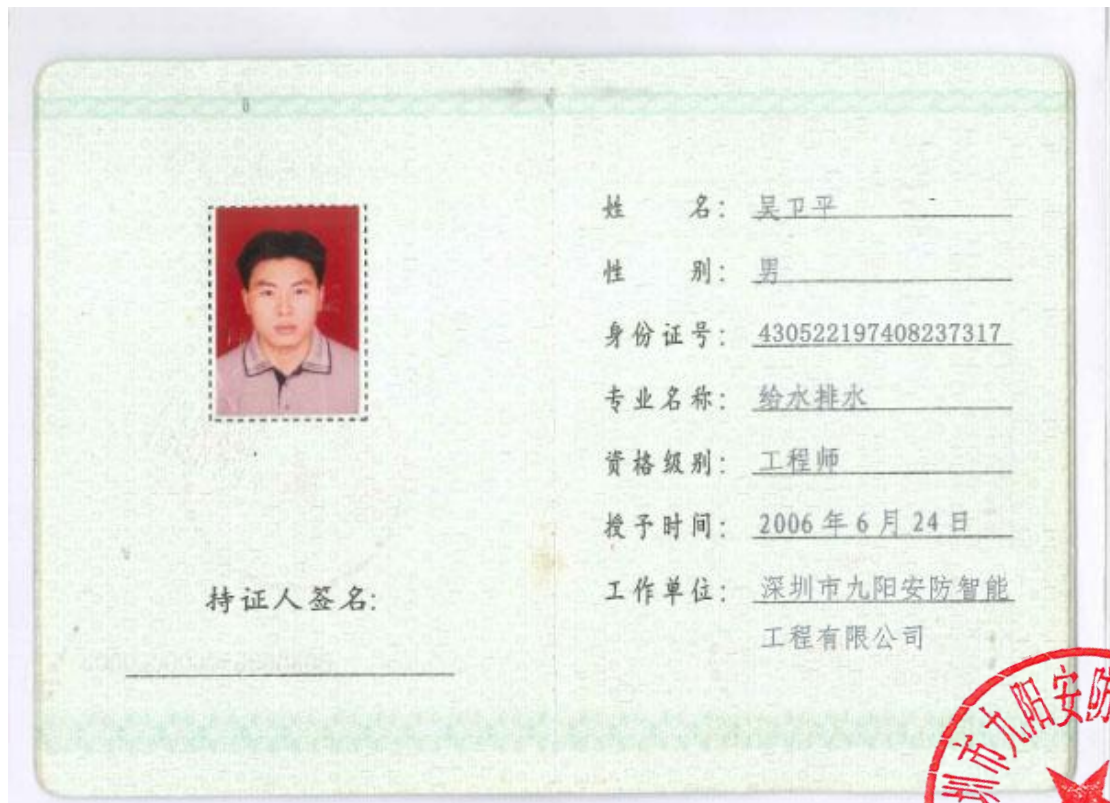 姓 名: 吴卫平
性 别: 男
身份证号: 430522197408237317
专业名称: 给水排水
资格级别: 工程师
授予时间: 2006 年 6 月 24 日
工作单位: 深圳市九阳安防智能
工程有限公司
持证人签名:
圳市九阳安防